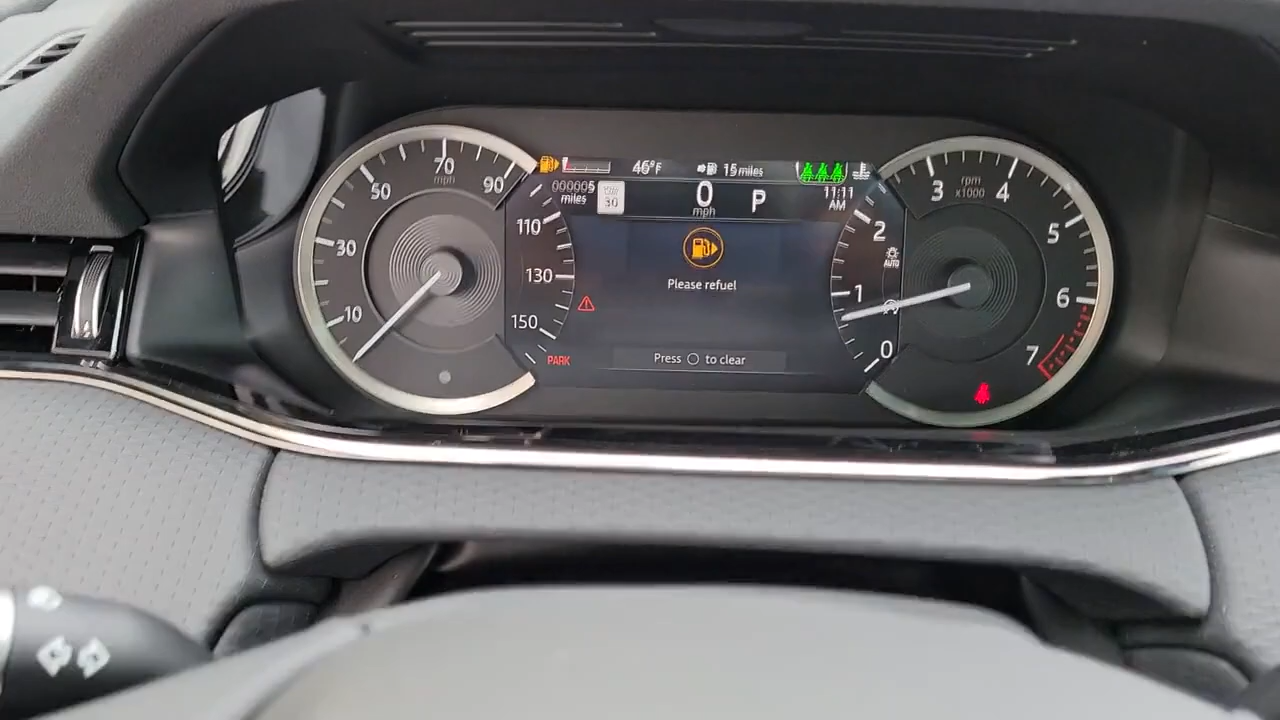 70
mph
50
90
30
10
110
130
150
46°F
15 miles
000005
miles
30
0
mph
P
11:11
AM
Please refuel
PARK
Press ○ to clear
rpm
x1000
3
4
2
5
AUTO
1
6
0
7